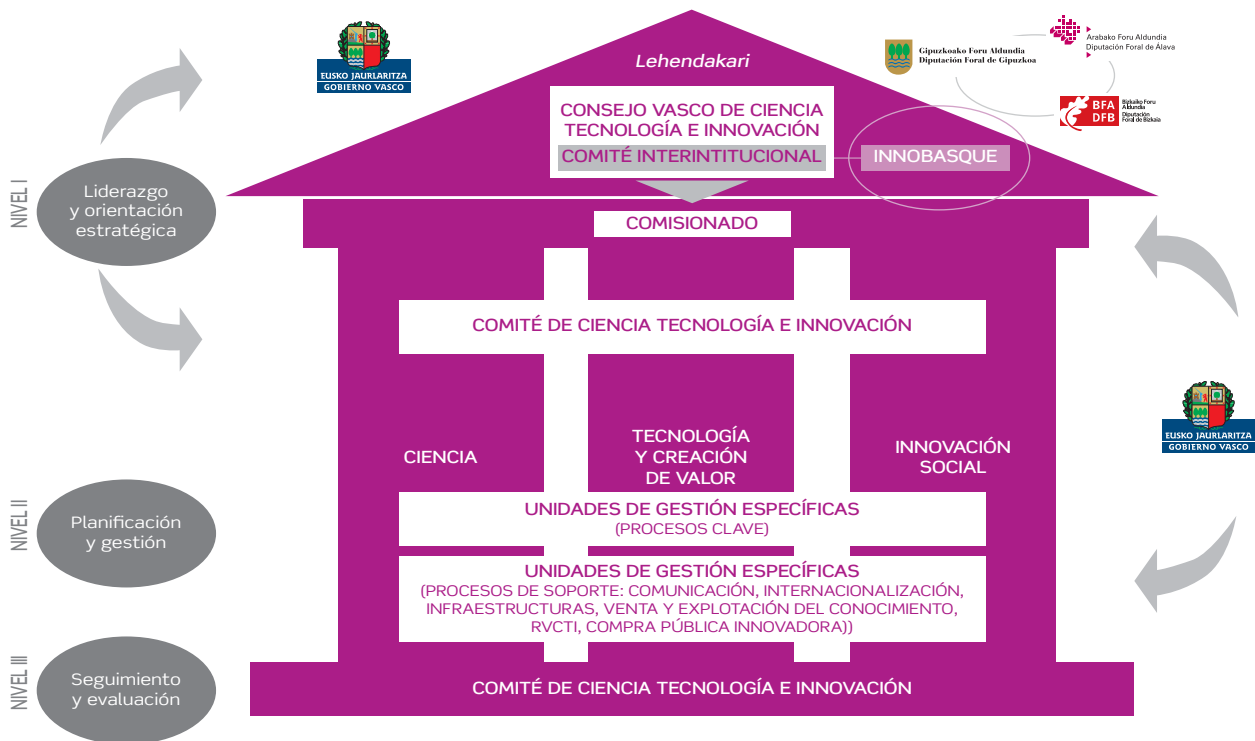 EUSKO JAURLARITZA
GOBIERNO VASCO
Lehendakari
Gipuzkoako Foru Aldundia
Diputación Foral de Gipuzkoa
Arabako Foru Aldundia
Diputación Foral de Álava
BFA
DFB
Bizkaiko Foru
Aldundia
Diputación
Foral de Bizkaia
CONSEJO VASCO DE CIENCIA
TECNOLOGÍA E INNOVACIÓN
COMITÉ INTERINTITUCIONAL
INNOBASQUE
NIVEL I
Liderazgo
y orientación
estratégica
COMISIONADO
COMITÉ DE CIENCIA TECNOLOGÍA E INNOVACIÓN
EUSKO JAURLARITZA
GOBIERNO VASCO
CIENCIA
TECNOLOGÍA
Y CREACIÓN
DE VALOR
INNOVACIÓN
SOCIAL
NIVEL II
Planificación
y gestión
UNIDADES DE GESTIÓN ESPECÍFICAS
(PROCESOS CLAVE)
UNIDADES DE GESTIÓN ESPECÍFICAS
(PROCESOS DE SOPORTE: COMUNICACIÓN, INTERNACIONALIZACIÓN,
INFRAESTRUCTURAS, VENTA Y EXPLOTACIÓN DEL CONOCIMIENTO,
RVCTI, COMPRA PÚBLICA INNOVADORA))
NIVEL III
Seguimiento
y evaluación
COMITÉ DE CIENCIA TECNOLOGÍA E INNOVACIÓN